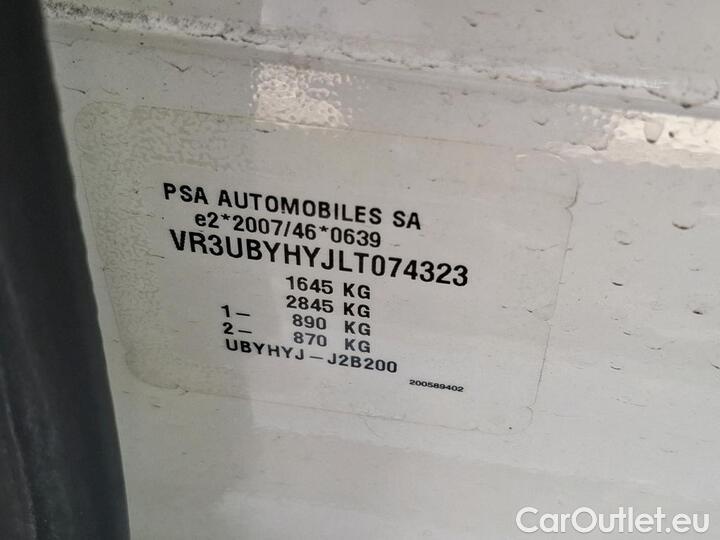 PSA AUTOMOBILES SA
e2*2007/46*0639
VR3UBYHYJLT074323
1645 KG
2845 KG
1– 890 KG
2– 870 KG
UBYHYJ–J2B200
200589402
CarOutlet.eu